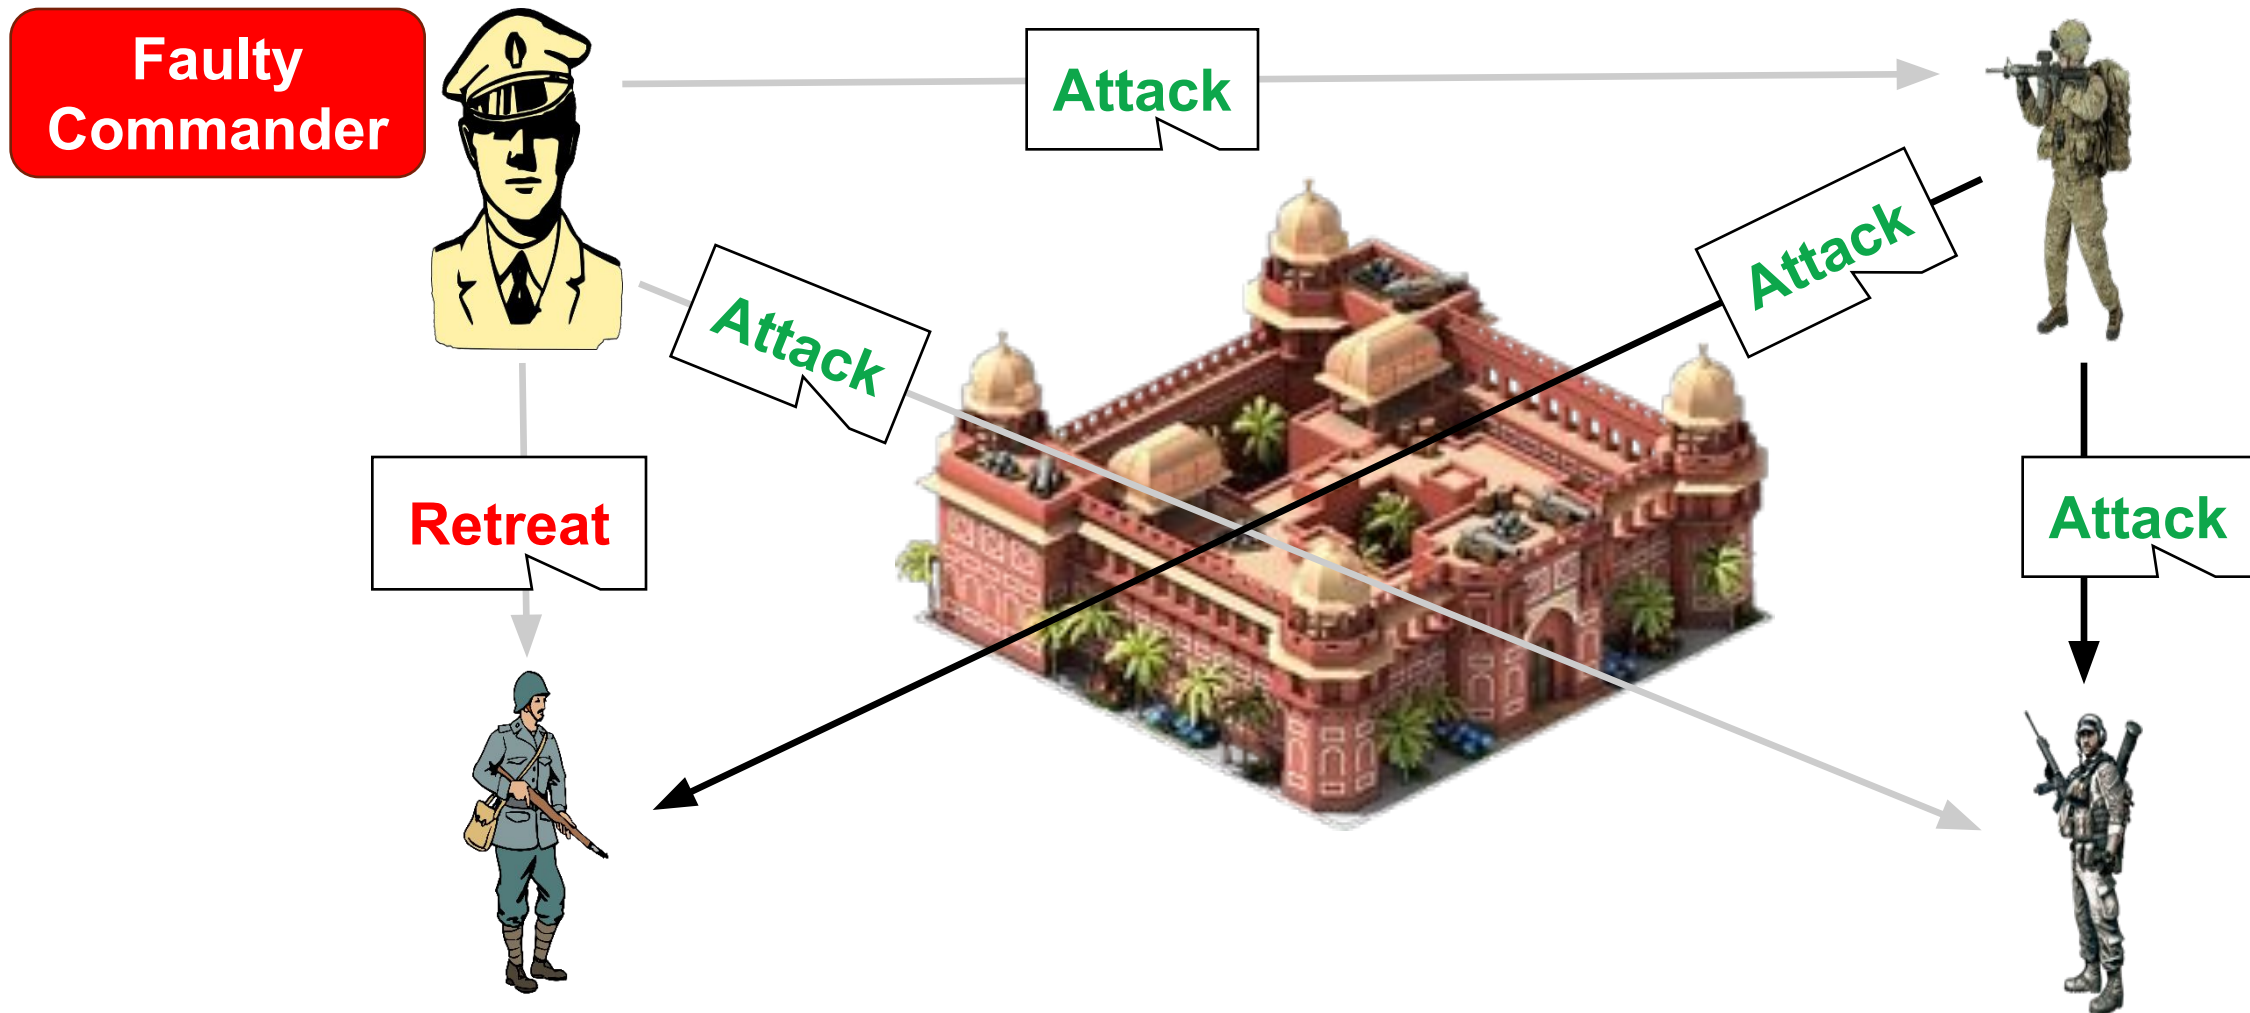 Faulty
Commander
Attack
Attack
Attack
Retreat
Attack